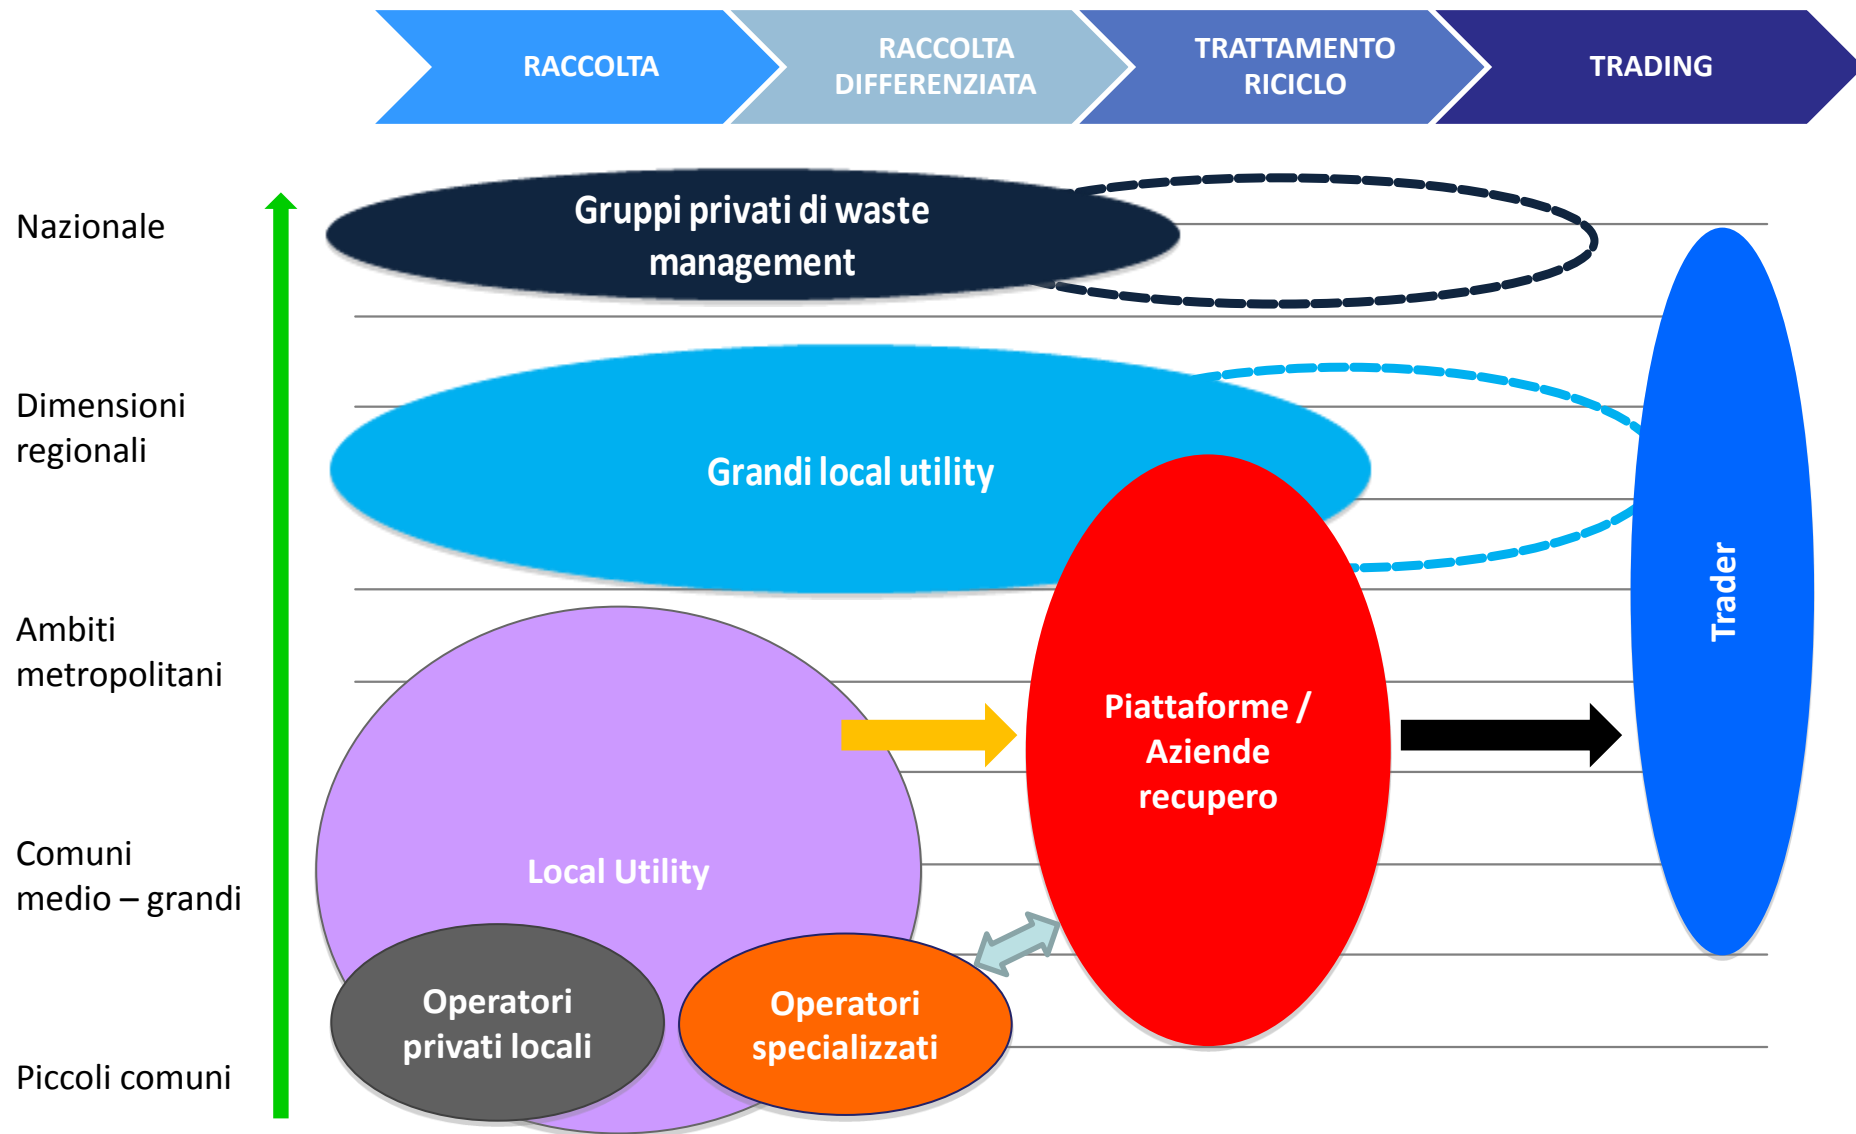 RACCOLTA
RACCOLTA
DIFFERENZIATA
TRATTAMENTO
RICICLO
TRADING
Nazionale
Gruppi privati di waste
management
Dimensioni
regionali
Grandi local utility
Trader
Ambiti
metropolitani
Piattaforme /
Aziende
recupero
Comuni
medio – grandi
Local Utility
Operatori
privati locali
Operatori
specializzati
Piccoli comuni